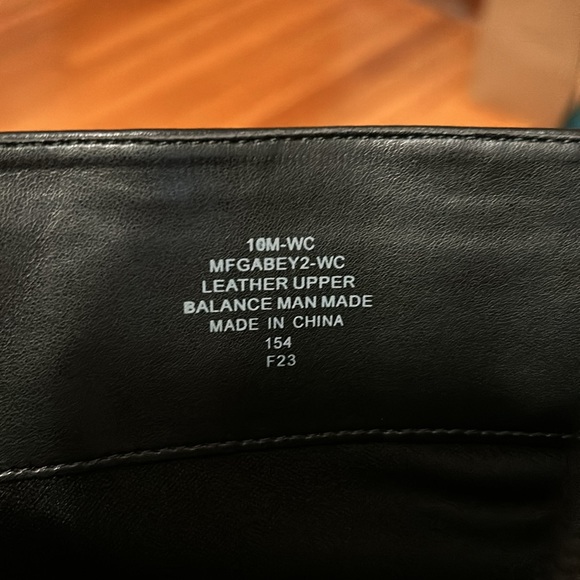 10M-WC
MFGABEY2-WC
LEATHER UPPER
BALANCE MAN MADE
MADE IN CHINA
154
F23